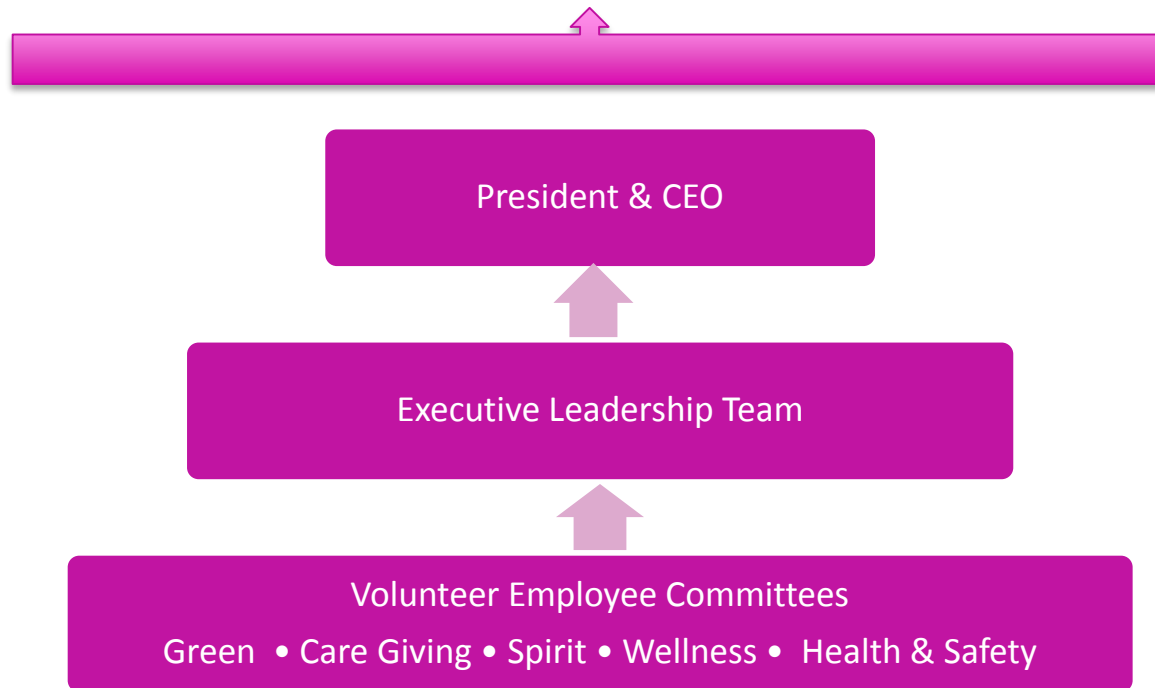 President & CEO
Executive Leadership Team
Volunteer Employee Committees
Green • Care Giving • Spirit • Wellness • Health & Safety